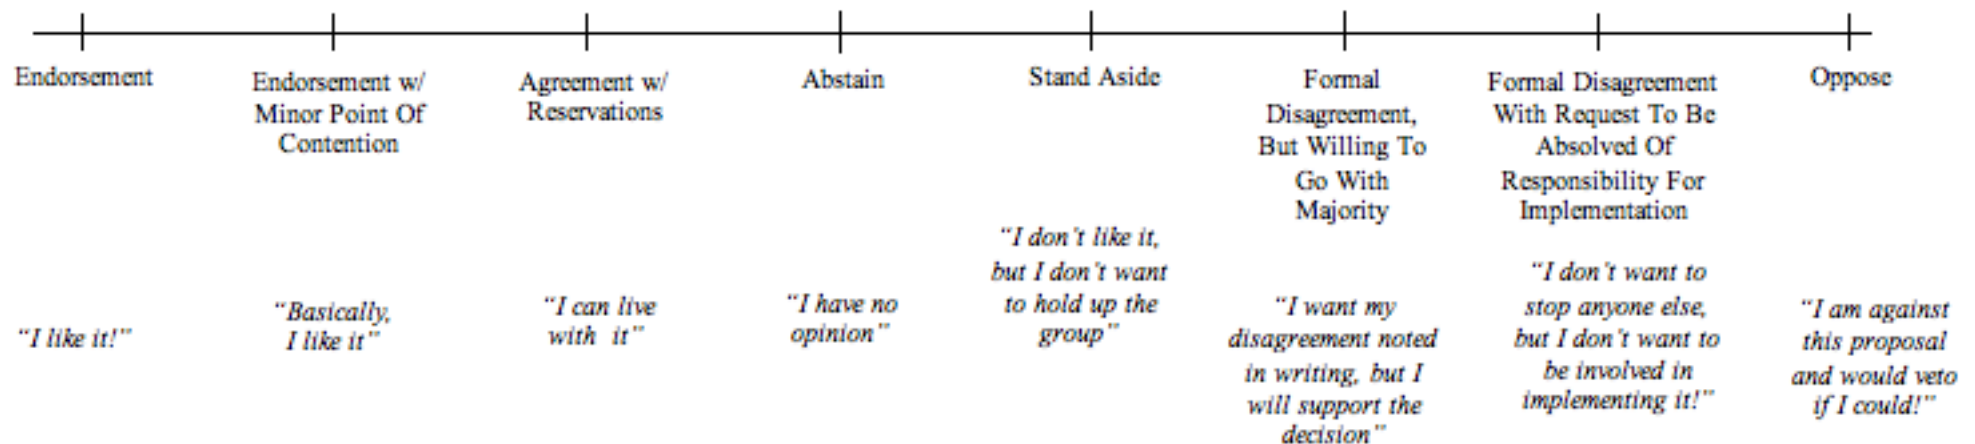 Endorsement
Endorsement w/
Minor Point Of
Contention
Agreement w/
Reservations
Abstain
Stand Aside
Formal
Disagreement,
But Willing To
Go With
Majority
Formal Disagreement
With Request To Be
Absolved Of
Responsibility For
Implementation
Oppose
“I like it!”
“Basically,
I like it”
“I can live
with it”
“I have no
opinion”
“I don’t like it,
but I don’t want
to hold up the
group”
“I want my
disagreement noted
in writing, but I
will support the
decision”
“I don’t want to
stop anyone else,
but I don’t want to
be involved in
implementing it!”
“I am against
this proposal
and would veto
if I could!”